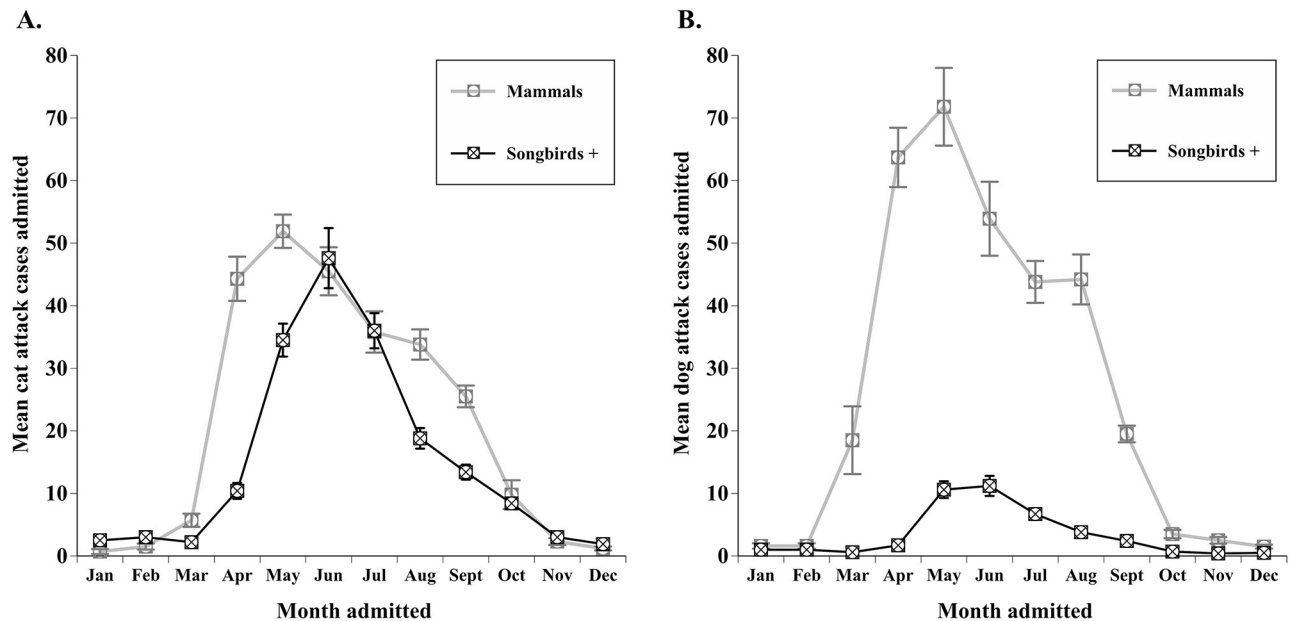 A.
Mean cat attack cases admitted
80
70
60
50
40
30
20
10
0
Mammals
Songbirds +
Jan Feb Mar Apr May Jun Jul Aug Sept Oct Nov Dec
Month admitted
B.
Mean dog attack cases admitted
80
70
60
50
40
30
20
10
0
Mammals
Songbirds +
Jan Feb Mar Apr May Jun Jul Aug Sept Oct Nov Dec
Month admitted